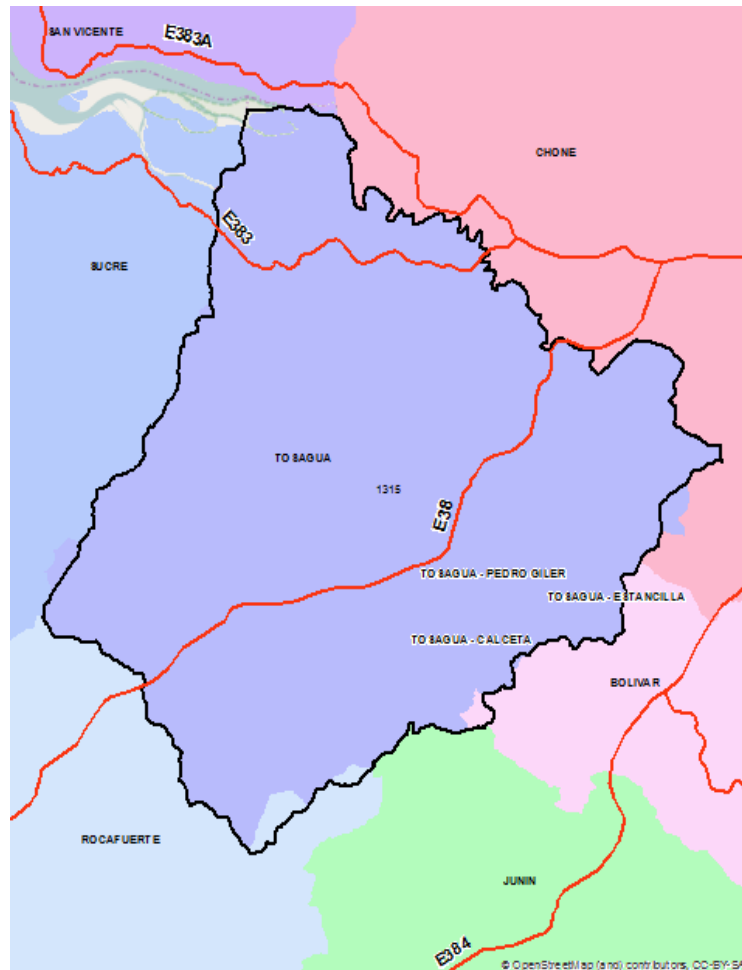 SAN VICENTE
E383A
CHONE
E383
SUCRE
TOSAGUA
1315
E38
TOSAGUA - PEDRO GILER
TOSAGUA - ESTANCILLA
TOSAGUA - CALCETA
BOLIVAR
ROCAFUERTE
JUNIN
E384
© OpenStreetMap (and) contributors, CC-BY-SA